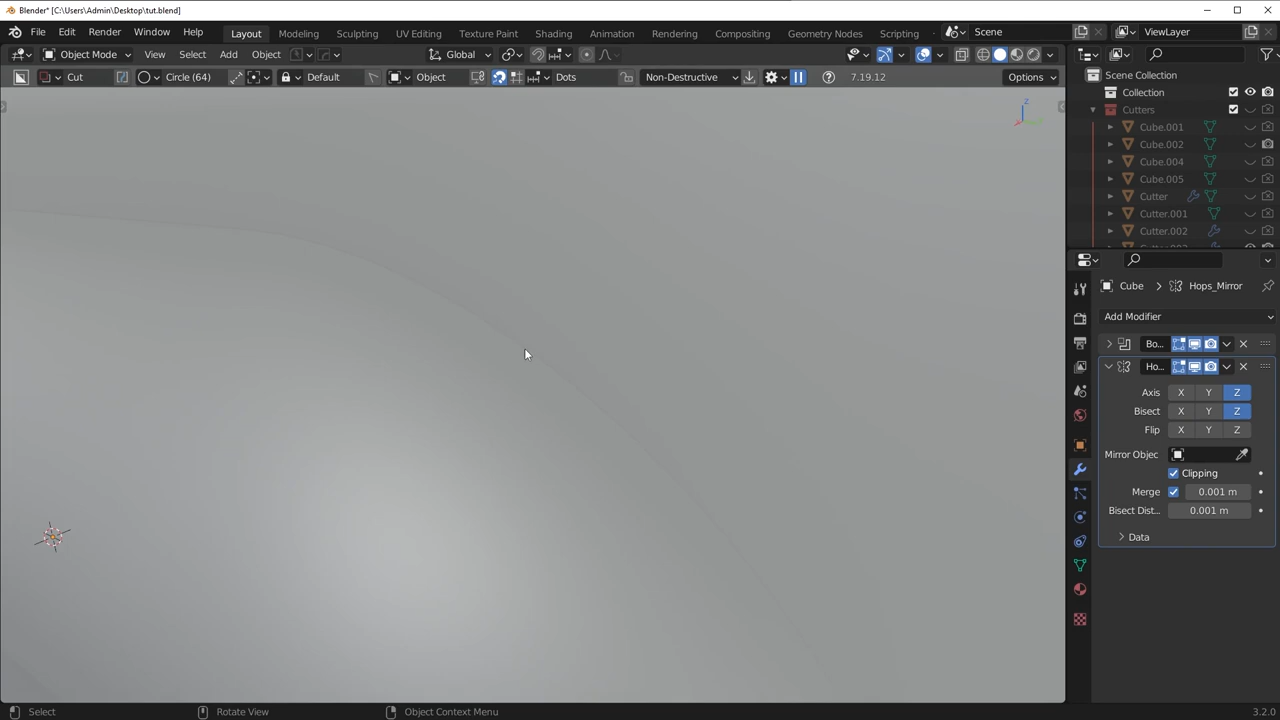 Blender* [C:\Users\Admin\Desktop\tut.blend]
File Edit Render Window Help Layout Modeling Sculpting UV Editing Texture Paint Shading Animation Rendering Compositing Geometry Nodes Scripting Scene ViewLayer
Object Mode View Select Add Object Global
Cut Circle (64) Default Object Dots Non-Destructive 7.19.12 Options
Scene Collection
Collection
Cutters
Cube.001
Cube.002
Cube.004
Cube.005
Cutter
Cutter.001
Cutter.002
Cube > Hops_Mirror
Add Modifier
Bo...
Ho...
Axis X Y Z
Bisect X Y Z
Flip X Y Z
Mirror Objec
Clipping
Merge 0.001 m
Bisect Dist... 0.001 m
Data
Z
Select Rotate View Object Context Menu 3.2.0